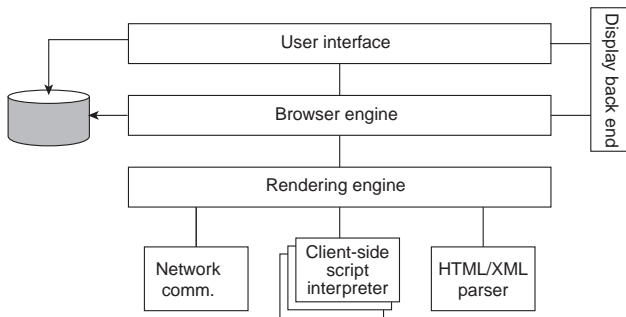 User interface
Display back end
Browser engine
Rendering engine
Network
comm.
Client-side
script
interpreter
HTML/XML
parser